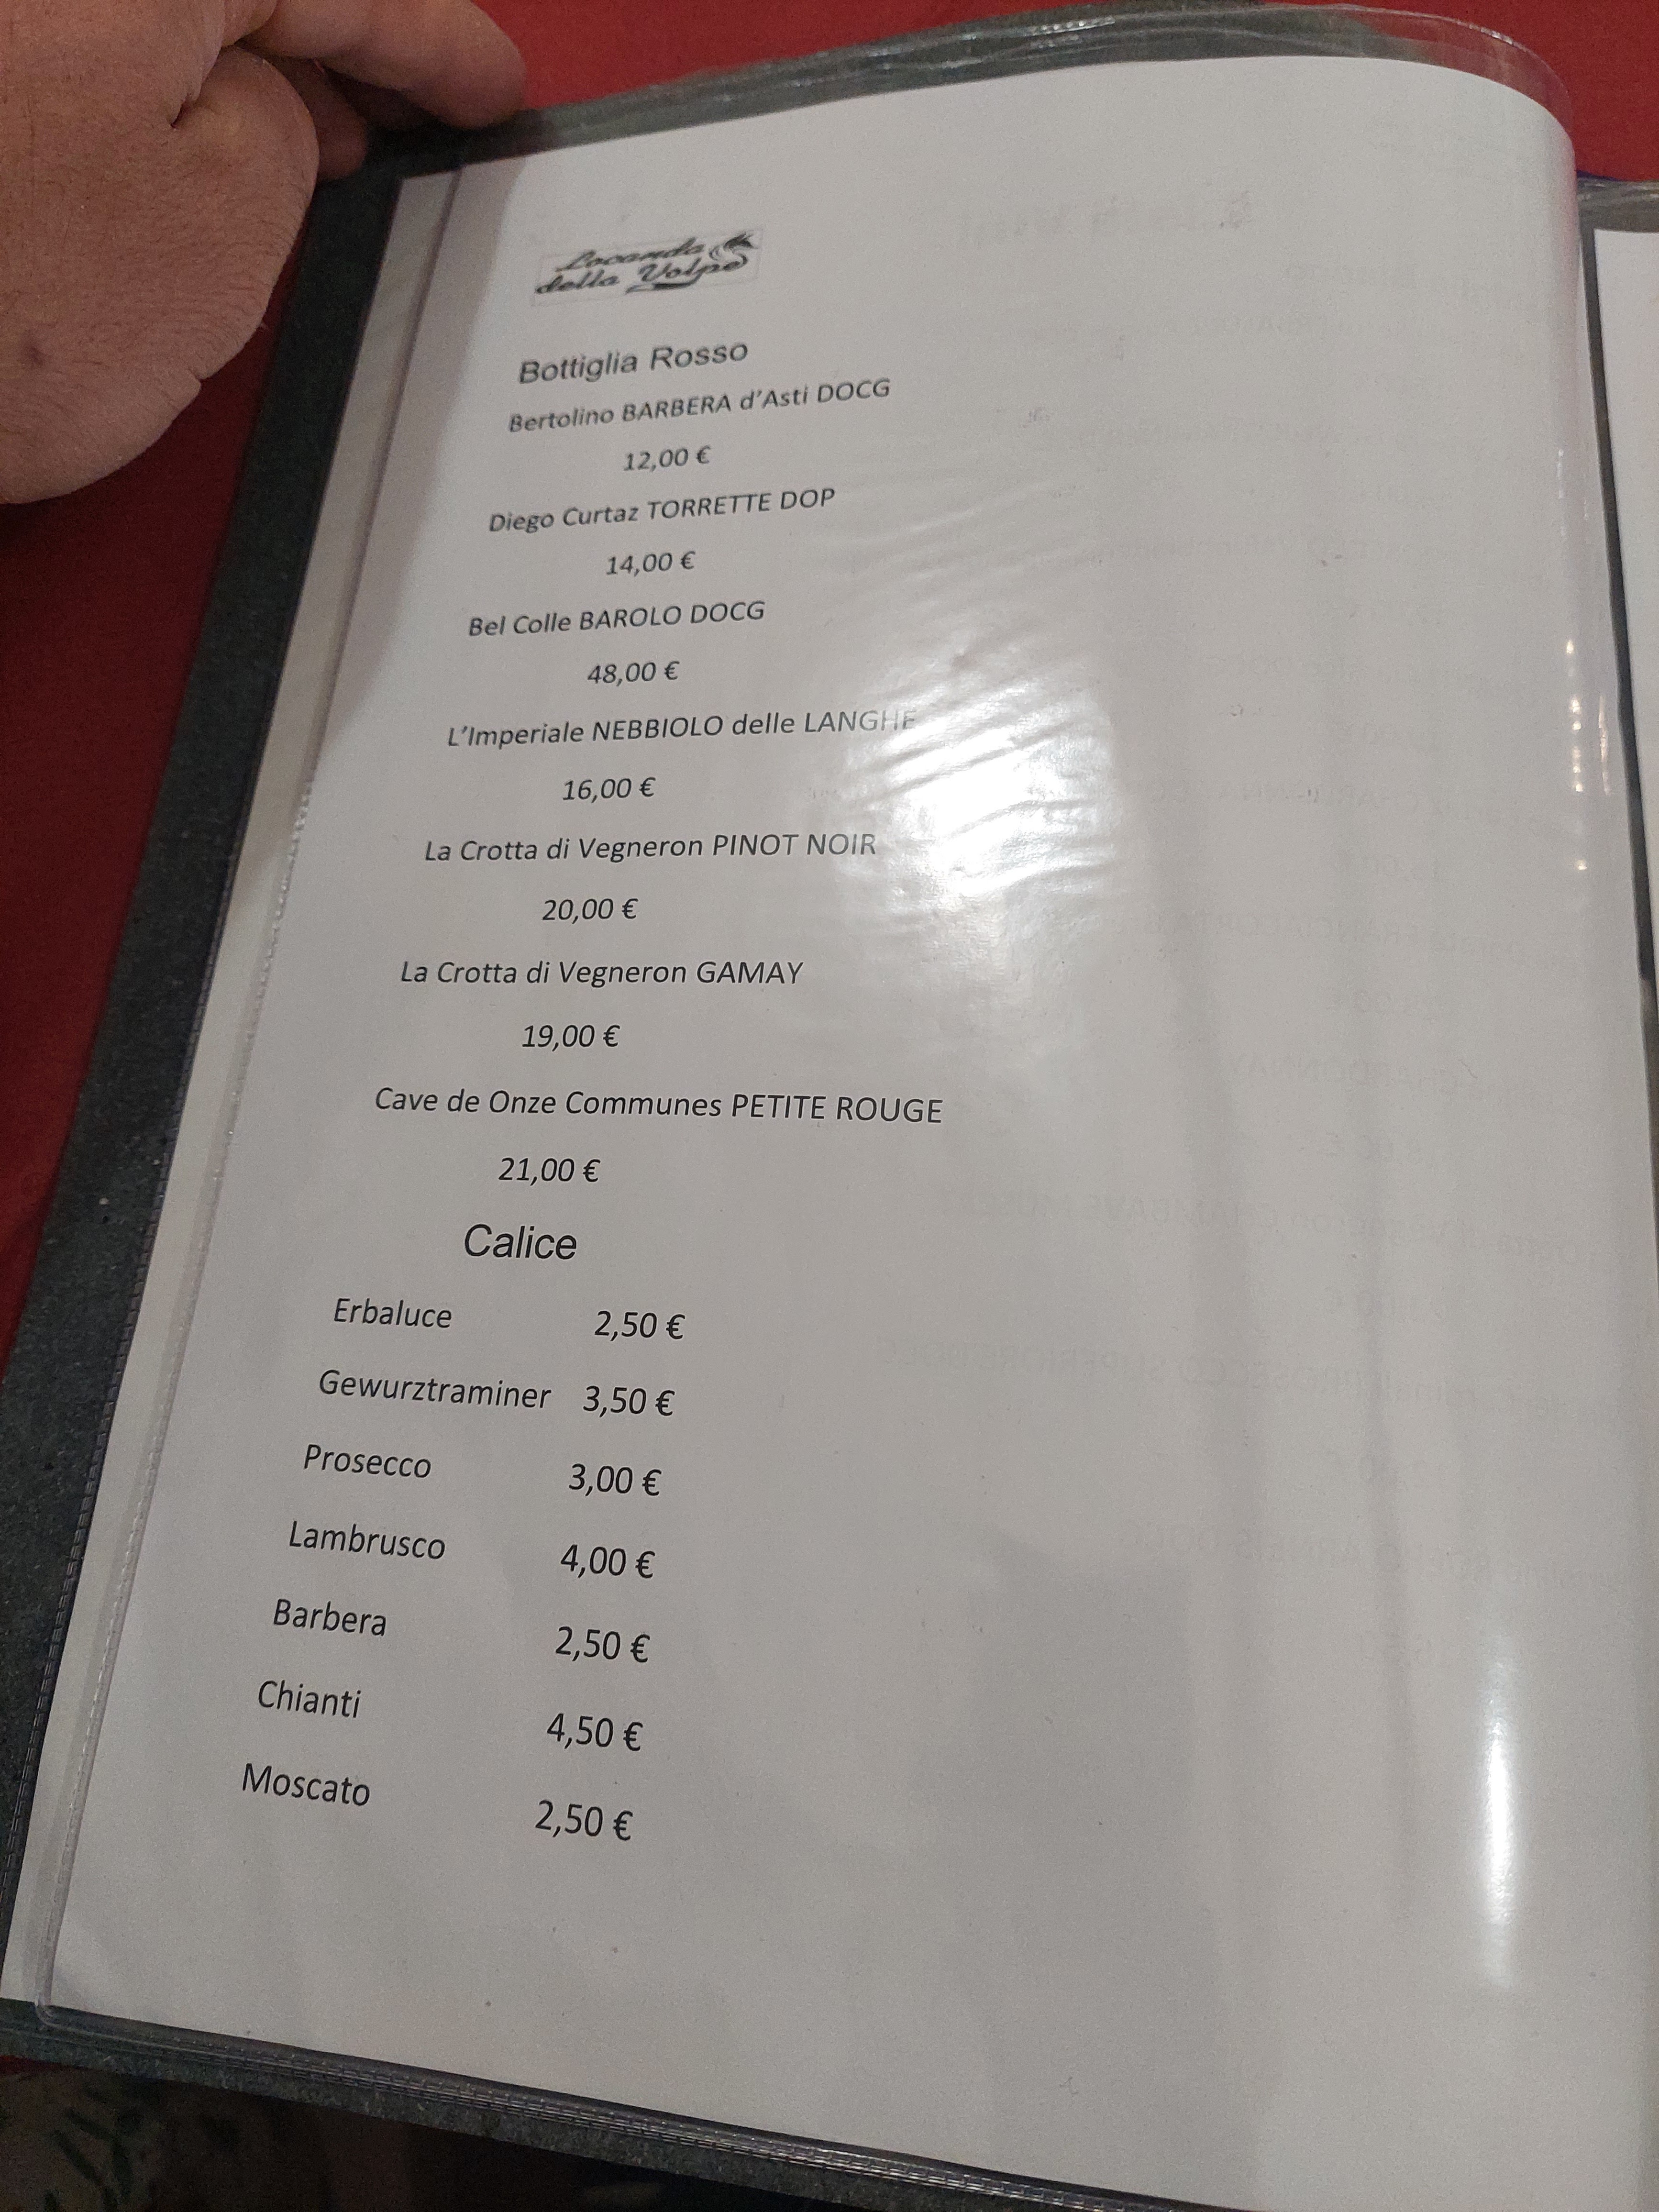 Locanda
della Volpe
Bottiglia Rosso
Bertolino BARBERA d'Asti DOCG
12,00 €
Diego Curtaz TORRETTE DOP
14,00 €
Bel Colle BAROLO DOCG
48,00 €
L'Imperiale NEBBIOLO delle LANGHE
16,00 €
La Crotta di Vegneron PINOT NOIR
20,00 €
La Crotta di Vegneron GAMAY
19,00 €
Cave de Onze Communes PETITE ROUGE
21,00 €
Calice
Erbaluce 2,50 €
Gewurztraminer 3,50 €
Prosecco 3,00 €
Lambrusco 4,00 €
Barbera 2,50 €
Chianti 4,50 €
Moscato 2,50 €